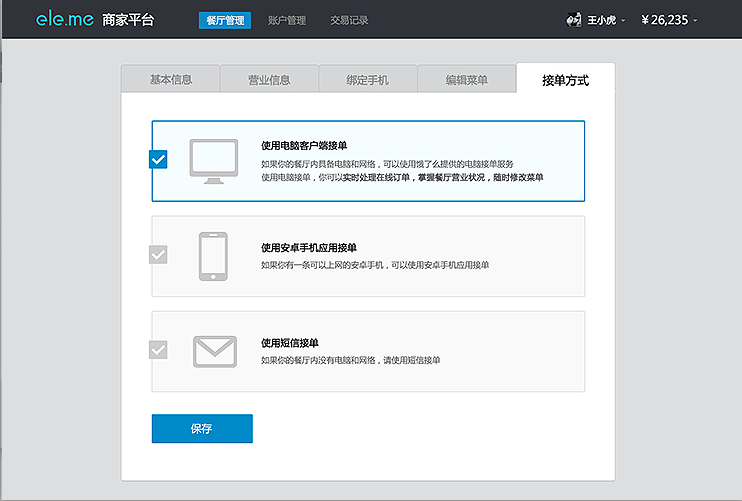 ele.me 商家平台 餐厅管理 账户管理 交易记录 王小虎 ¥26,235
基本信息 营业信息 绑定手机 编辑菜单 接单方式
使用电脑客户端接单
如果你的餐厅内具备电脑和网络，可以使用饿了么提供的电脑接单服务
使用电脑接单，你可以实时处理在线订单，掌握餐厅营业状况，随时修改菜单
使用安卓手机应用接单
如果你有一条可以上网的安卓手机，可以使用安卓手机应用接单
使用短信接单
如果你的餐厅内没有电脑和网络，请使用短信接单
保存